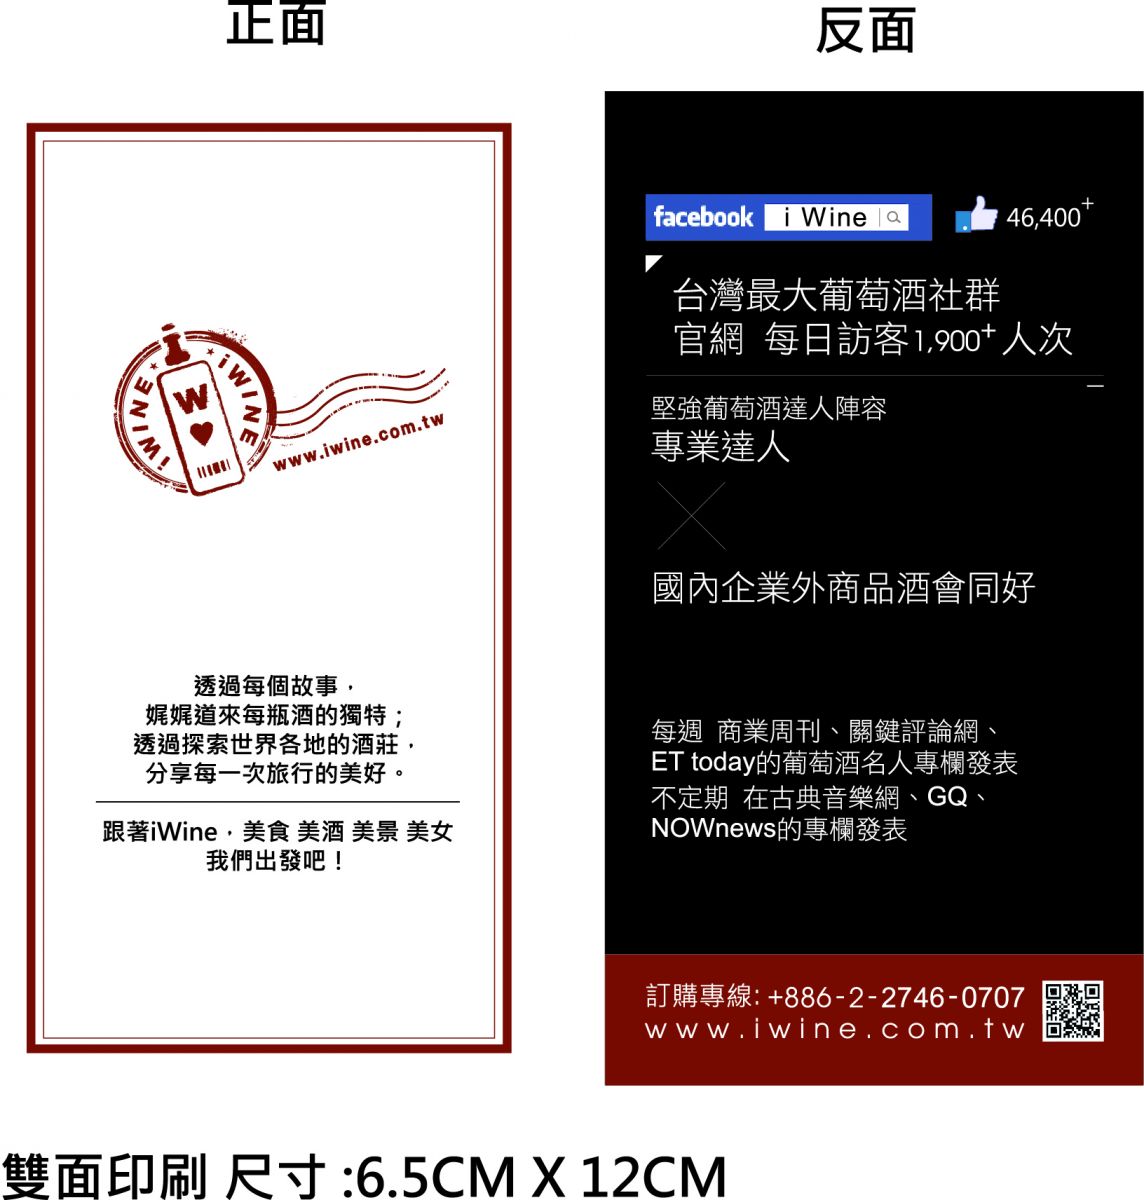 正面
反面
iWINE
iWINE
W
www.iwine.com.tw
透過每個故事，
娓娓道來每瓶酒的獨特；
透過探索世界各地的酒莊，
分享每一次旅行的美好。
跟著iWine，美食 美酒 美景 美女
我們出發吧！
facebook i Wine
46,400+
台灣最大葡萄酒社群
官網 每日訪客1,900+人次
堅強葡萄酒達人陣容
專業達人
國內企業外商品酒會同好
每週 商業周刊、關鍵評論網、
ET today的葡萄酒名人專欄發表
不定期 在古典音樂網、GQ、
NOWnews的專欄發表
訂購專線: +886-2-2746-0707
www.iwine.com.tw
雙面印刷 尺寸 :6.5CM X 12CM